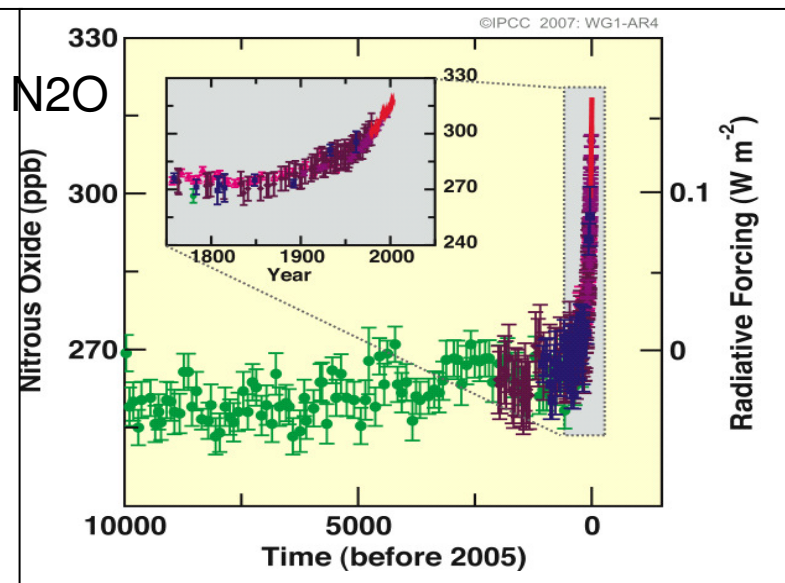 ©IPCC 2007: WG1-AR4
330
N2O
330
300
270
240
1800 1900 2000
Year
300
270
Nitrous Oxide (ppb)
0.1
0
Radiative Forcing (W m-2)
10000 5000 0
Time (before 2005)